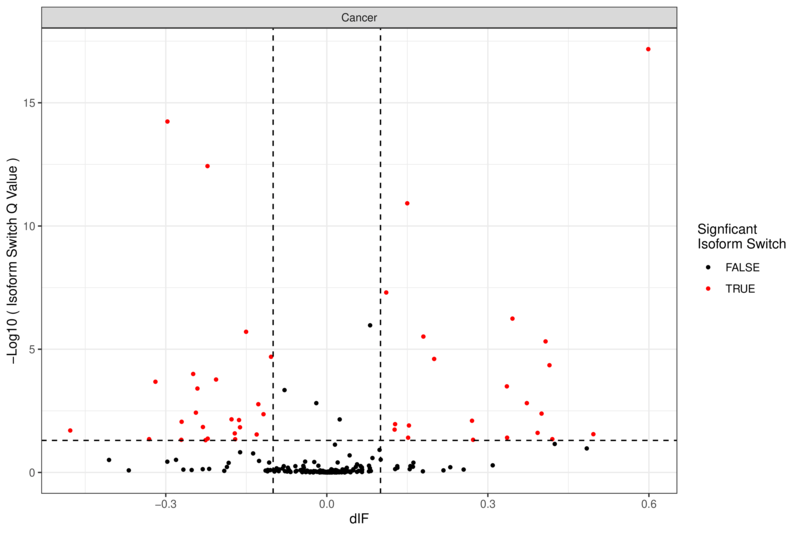 Cancer
15
10
5
0
−Log10 ( Isoform Switch Q Value )
−0.3
0.0
0.3
0.6
dIF
Signficant
Isoform Switch
FALSE
TRUE